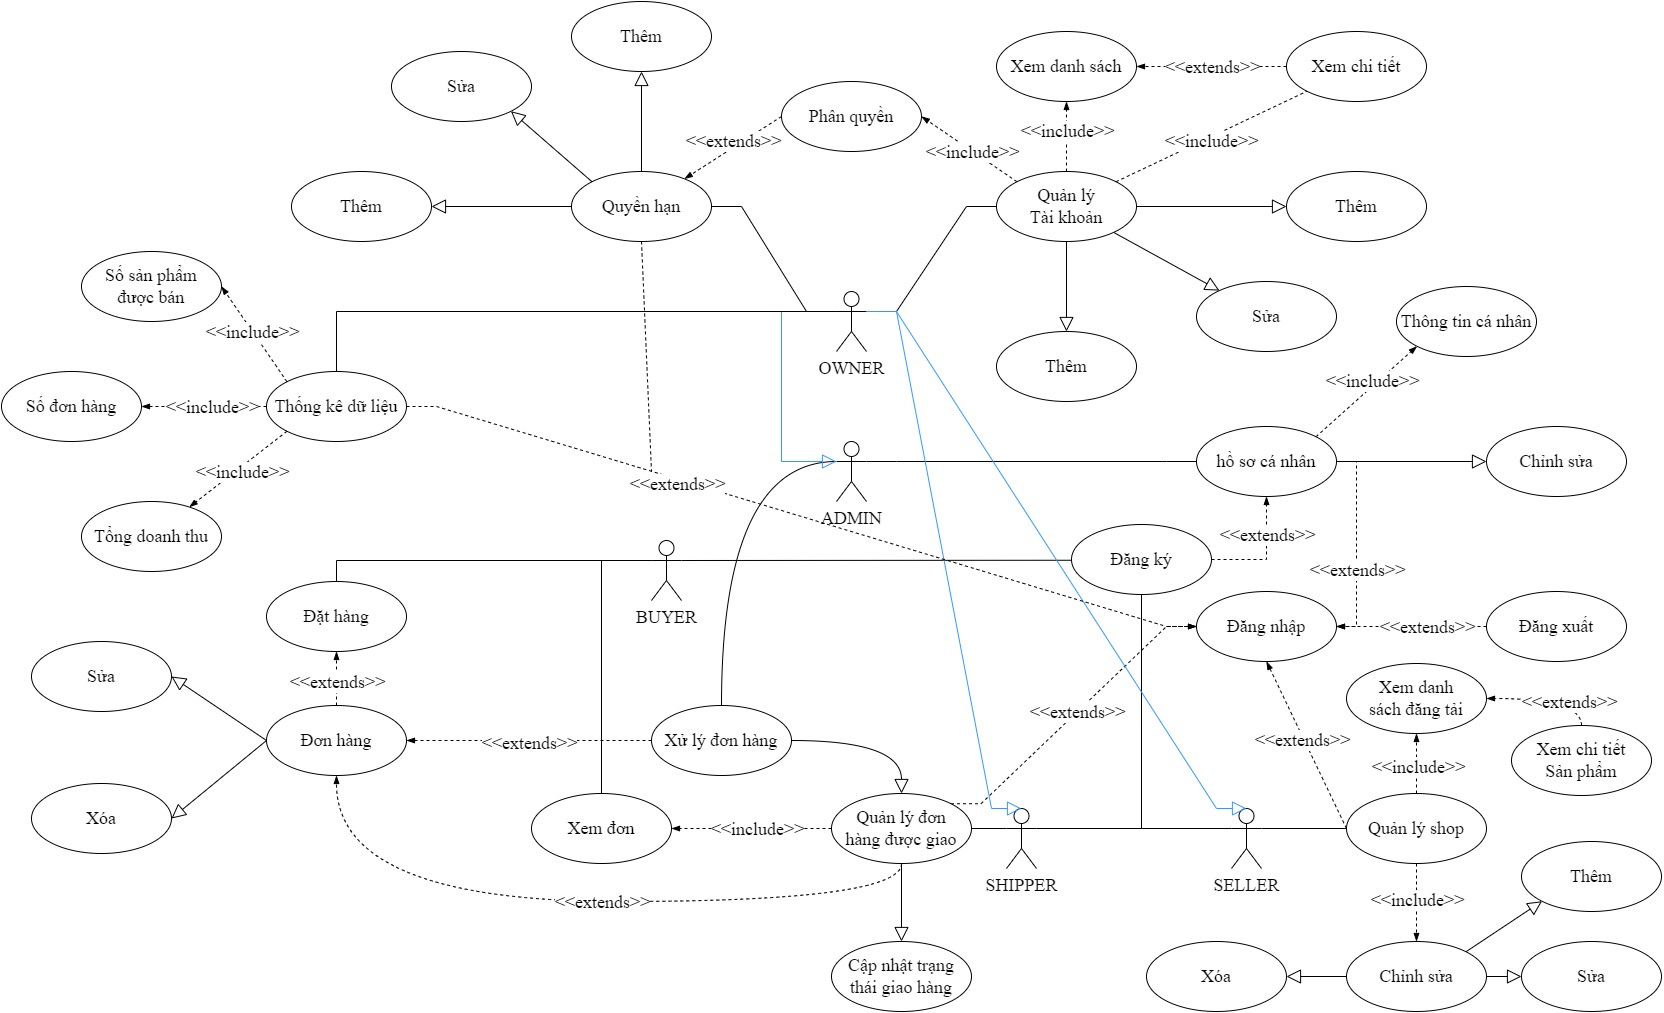 Thêm
Sửa
Xem danh sách
<<extends>>
Xem chi tiết
Phân quyền
<<extends>>
<<include>>
<<include>>
<<include>>
Thêm
Quyền hạn
Quản lý
Tài khoản
Thêm
Số sản phẩm
được bán
<<include>>
Sửa
Thông tin cá nhân
OWNER
Thêm
<<include>>
Số đơn hàng
<<include>>
Thống kê dữ liệu
<<include>>
<<extends>>
hồ sơ cá nhân
Chỉnh sửa
Tổng doanh thu
ADMIN
<<extends>>
Đăng ký
<<extends>>
BUYER
Đặt hàng
Đăng nhập
<<extends>>
Đăng xuất
Sửa
<<extends>>
Xem danh
sách đăng tải
<<extends>>
<<extends>>
Đơn hàng
<<extends>>
Xử lý đơn hàng
<<extends>>
Xem chi tiết
Sản phẩm
<<include>>
Xóa
Xem đơn
<<include>>
Quản lý đơn
hàng được giao
Quản lý shop
SHIPPER
SELLER
<<extends>>
<<include>>
Thêm
Cập nhật trạng
thái giao hàng
Xóa
Chỉnh sửa
Sửa